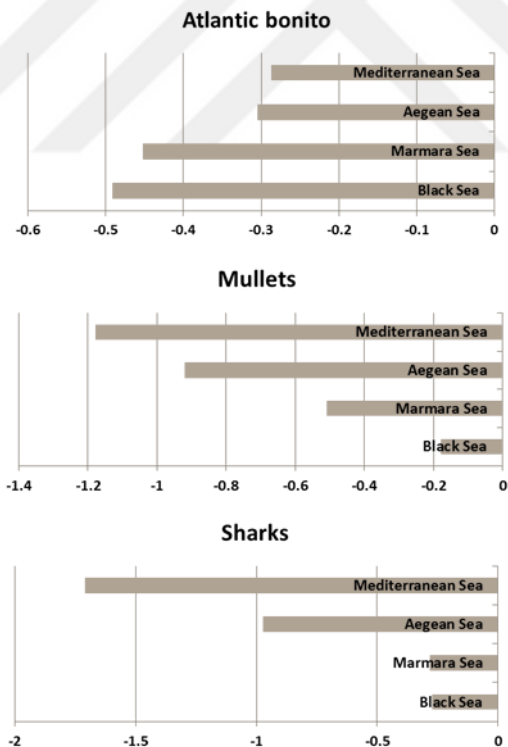 Atlantic bonito
Mediterranean Sea
Aegean Sea
Marmara Sea
Black Sea
-0.6 -0.5 -0.4 -0.3 -0.2 -0.1 0
Mullets
Mediterranean Sea
Aegean Sea
Marmara Sea
Black Sea
-1.4 -1.2 -1 -0.8 -0.6 -0.4 -0.2 0
Sharks
Mediterranean Sea
Aegean Sea
Marmara Sea
Black Sea
-2 -1.5 -1 -0.5 0